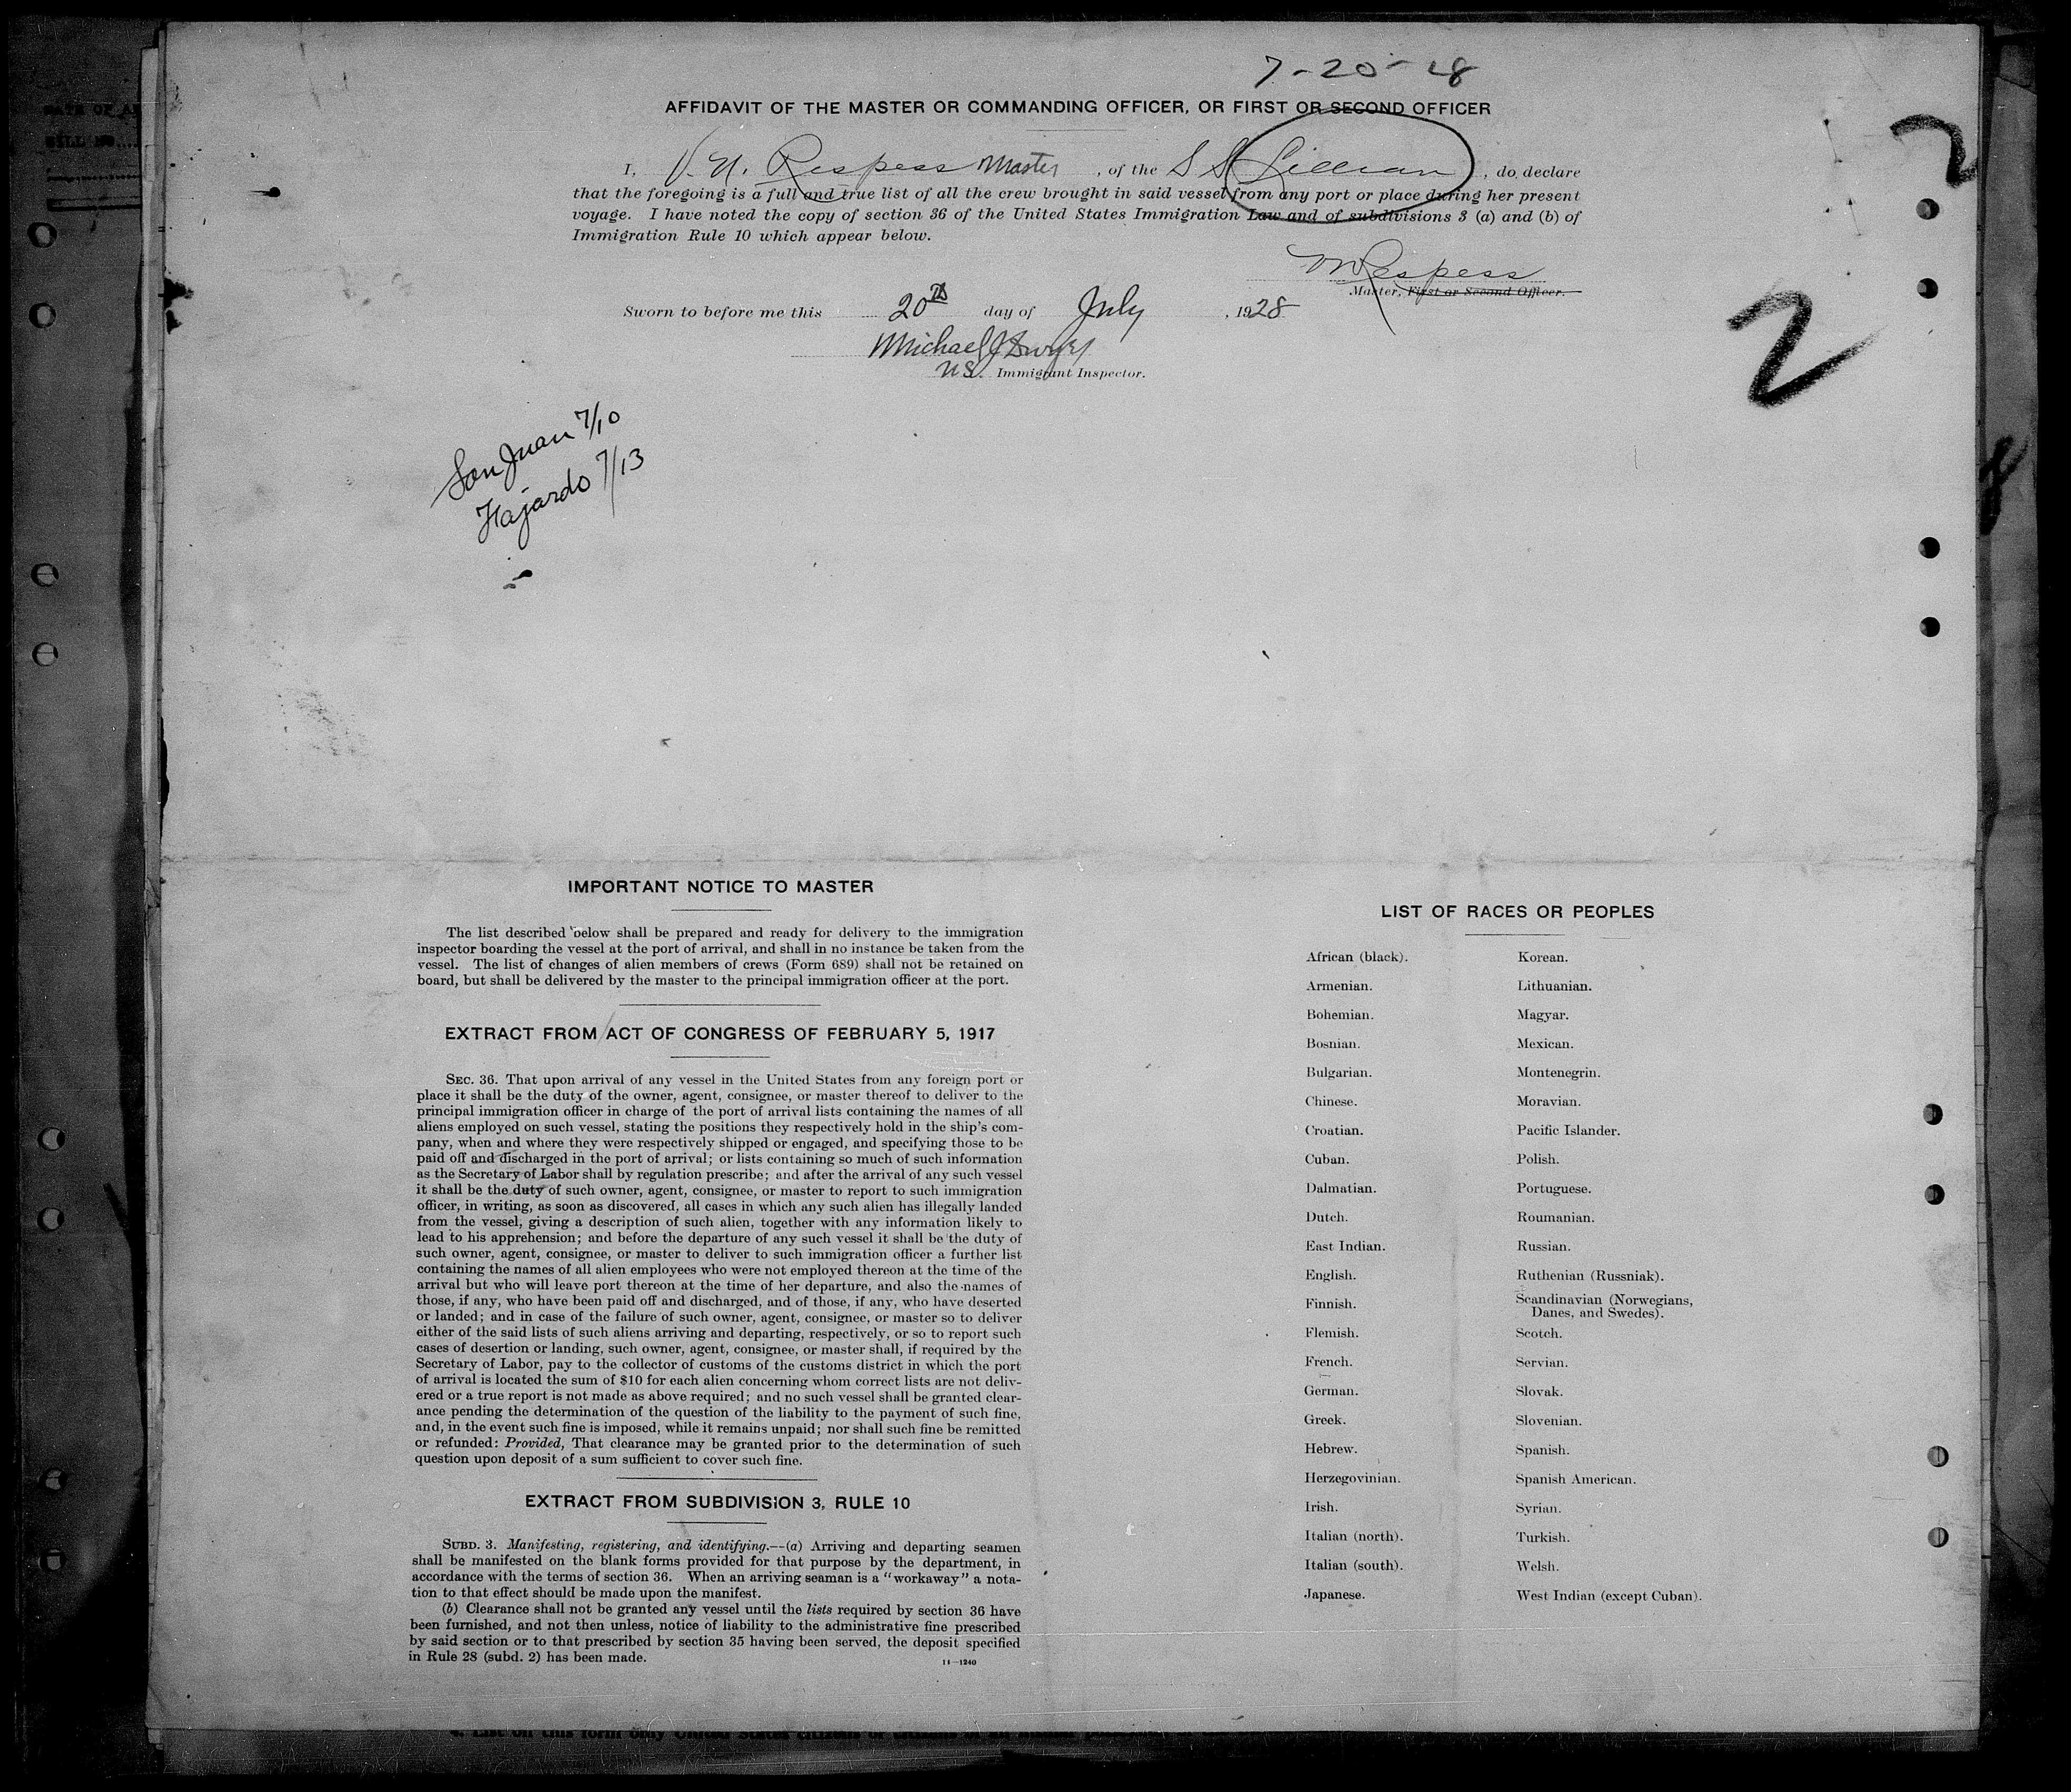 7-20-28
AFFIDAVIT OF THE MASTER OR COMMANDING OFFICER, OR FIRST OR SECOND OFFICER
I, Respess Master, of the S S Lillian, do declare
that the foregoing is a full and true list of all the crew brought in said vessel from any port or place during her present
voyage. I have noted the copy of section 36 of the United States Immigration Law and of subdivisions 3 (a) and (b) of
Immigration Rule 10 which appear below.
Respess
Master, First or Second Officer.
Sworn to before me this 20th day of July, 1928
Michael J Dwyer
U.S. Immigrant Inspector.
2
2
San Juan 7/10
Fajardo 7/13
IMPORTANT NOTICE TO MASTER
The list described below shall be prepared and ready for delivery to the immigration
inspector boarding the vessel at the port of arrival, and shall in no instance be taken from the
vessel. The list of changes of alien members of crews (Form 689) shall not be retained on
board, but shall be delivered by the master to the principal immigration officer at the port.
EXTRACT FROM ACT OF CONGRESS OF FEBRUARY 5, 1917
SEC. 36. That upon arrival of any vessel in the United States from any foreign port or
place it shall be the duty of the owner, agent, consignee, or master thereof to deliver to the
principal immigration officer in charge of the port of arrival lists containing the names of all
aliens employed on such vessel, stating the positions they respectively hold in the ship's com-
pany, when and where they were respectively shipped or engaged, and specifying those to be
paid off and discharged in the port of arrival; or lists containing so much of such information
as the Secretary of Labor shall by regulation prescribe; and after the arrival of any such vessel
it shall be the duty of such owner, agent, consignee, or master to report to such immigration
officer, in writing, as soon as discovered, all cases in which any such alien has illegally landed
from the vessel, giving a description of such alien, together with any information likely to
lead to his apprehension; and before the departure of any such vessel it shall be the duty of
such owner, agent, consignee, or master to deliver to such immigration officer a further list
containing the names of all alien employees who were not employed thereon at the time of the
arrival but who will leave port thereon at the time of her departure, and also the names of
those, if any, who have been paid off and discharged, and of those, if any, who have deserted
or landed; and in case of the failure of such owner, agent, consignee, or master so to deliver
either of the said lists of such aliens arriving and departing, respectively, or so to report such
cases of desertion or landing, such owner, agent, consignee, or master shall, if required by the
Secretary of Labor, pay to the collector of customs of the customs district in which the port
of arrival is located the sum of $10 for each alien concerning whom correct lists are not deliv-
ered or a true report is not made as above required; and no such vessel shall be granted clear-
ance pending the determination of the question of the liability to the payment of such fine,
and, in the event such fine is imposed, while it remains unpaid; nor shall such fine be remitted
or refunded: Provided, That clearance may be granted prior to the determination of such
question upon deposit of a sum sufficient to cover such fine.
EXTRACT FROM SUBDIVISION 3, RULE 10
SUBD. 3. Manifesting, registering, and identifying.--(a) Arriving and departing seamen
shall be manifested on the blank forms provided for that purpose by the department, in
accordance with the terms of section 36. When an arriving seaman is a "workaway" a nota-
tion to that effect should be made upon the manifest.
(b) Clearance shall not be granted any vessel until the lists required by section 36 have
been furnished, and not then unless, notice of liability to the administrative fine prescribed
by said section or to that prescribed by section 35 having been served, the deposit specified
in Rule 28 (subd. 2) has been made.
11-1240
LIST OF RACES OR PEOPLES
African (black).
Armenian.
Bohemian.
Bosnian.
Bulgarian.
Chinese.
Croatian.
Cuban.
Dalmatian.
Dutch.
East Indian.
English.
Finnish.
Flemish.
French.
German.
Greek.
Hebrew.
Herzegovinian.
Irish.
Italian (north).
Italian (south).
Japanese.
Korean.
Lithuanian.
Magyar.
Mexican.
Montenegrin.
Moravian.
Pacific Islander.
Polish.
Portuguese.
Roumanian.
Russian.
Ruthenian (Russniak).
Scandinavian (Norwegians,
Danes, and Swedes).
Scotch.
Servian.
Slovak.
Slovenian.
Spanish.
Spanish American.
Syrian.
Turkish.
Welsh.
West Indian (except Cuban).